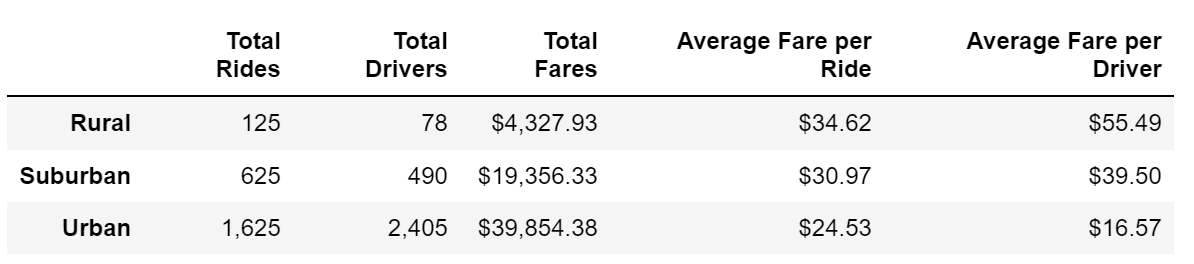 Total Total Total Average Fare per Average Fare per
Rides Drivers Fares Ride Driver
Rural 125 78 $4,327.93 $34.62 $55.49
Suburban 625 490 $19,356.33 $30.97 $39.50
Urban 1,625 2,405 $39,854.38 $24.53 $16.57